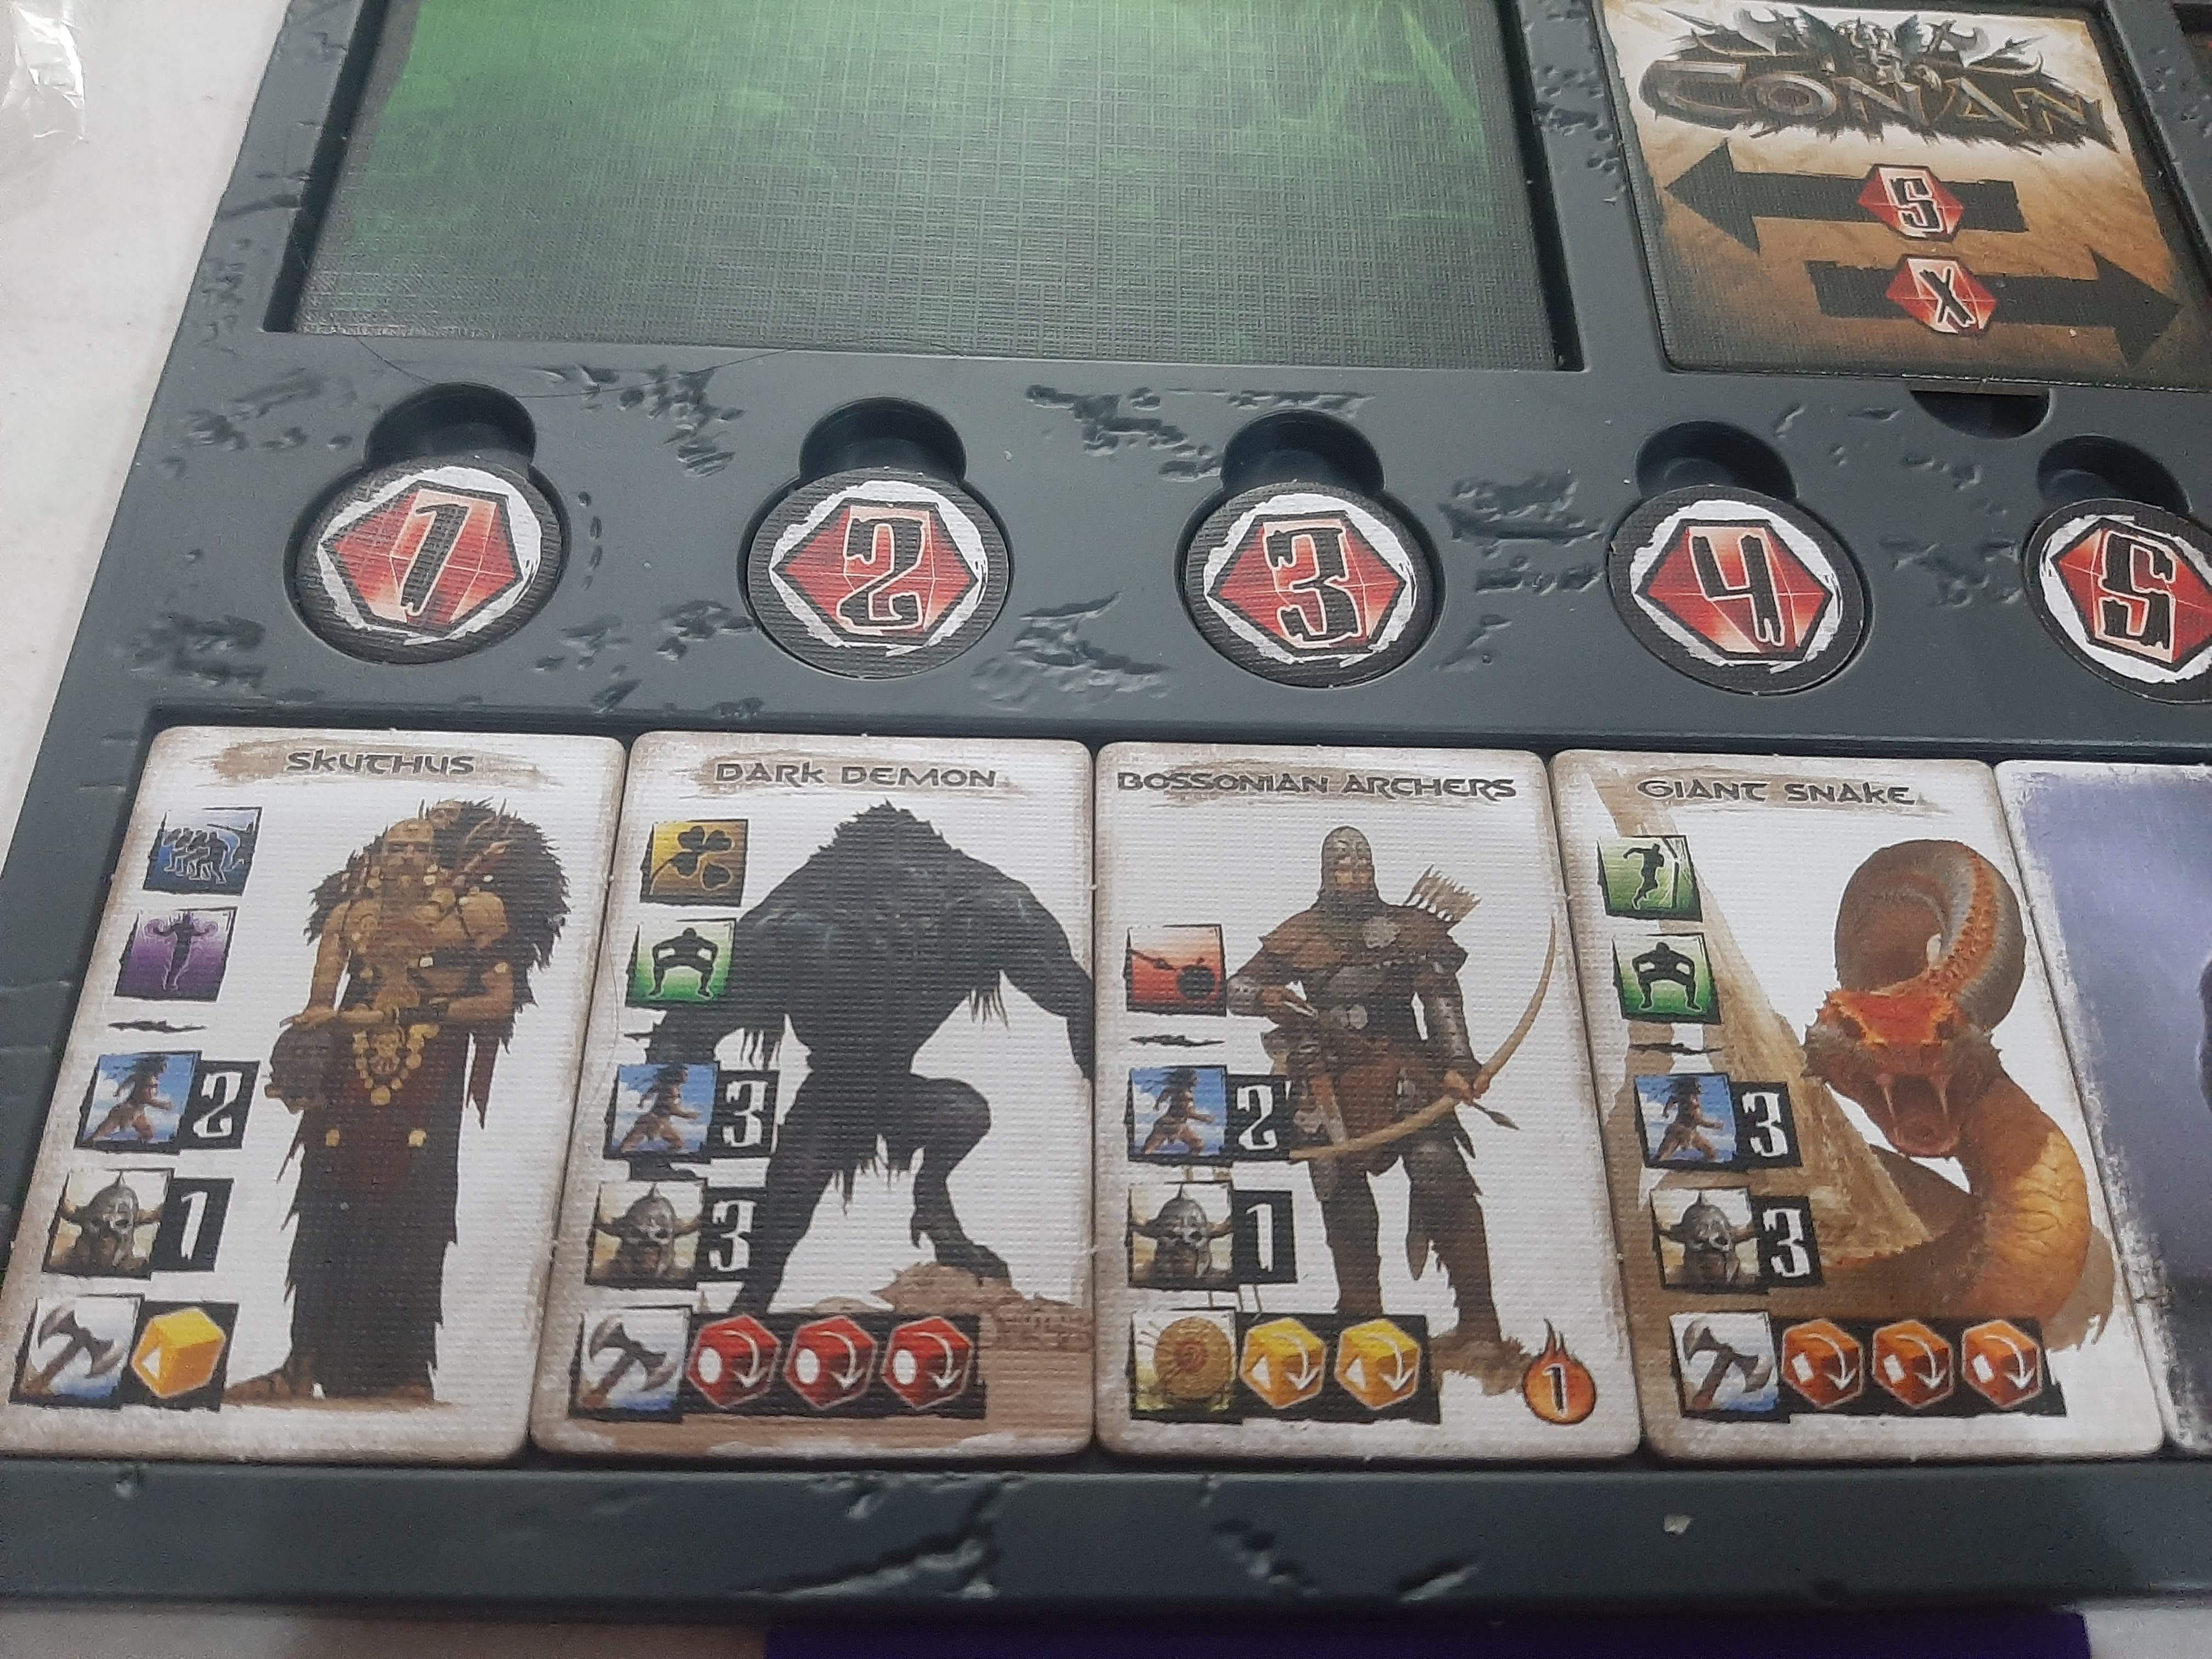 CONAN
5
X
1
2
3
4
5
SKUTHUS
2
1
DARK DEMON
3
3
BOSSONIAN ARCHERS
2
1
1
GIANT SNAKE
3
3